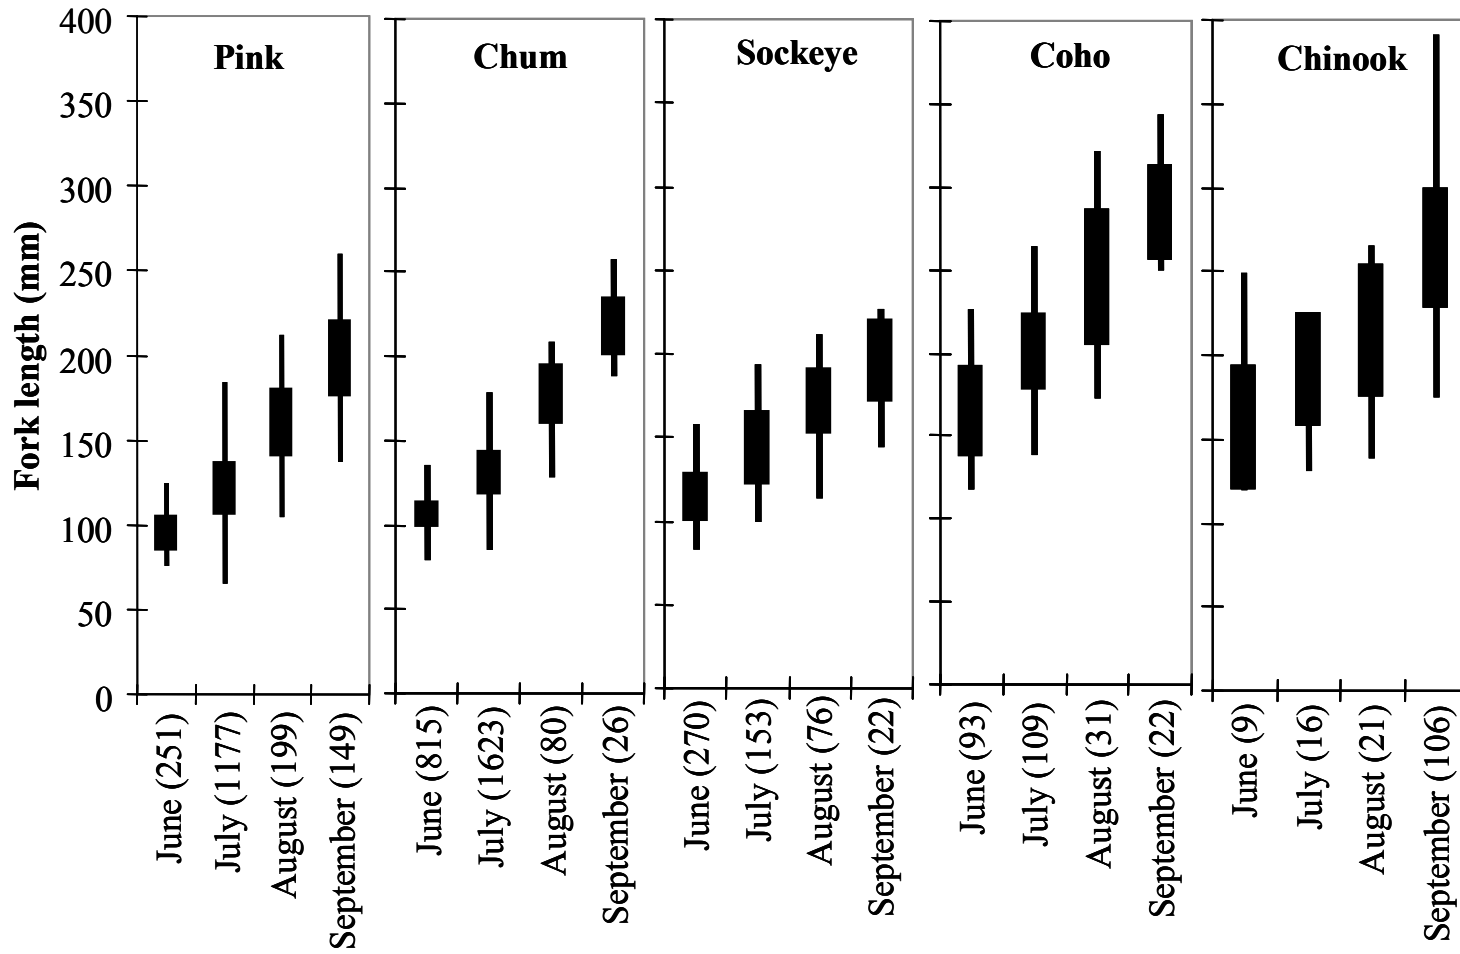 Pink
Chum
Sockeye
Coho
Chinook
Fork length (mm)
400
350
300
250
200
150
100
50
0
June (251)
July (1177)
August (199)
September (149)
June (815)
July (1623)
August (80)
September (26)
June (270)
July (153)
August (76)
September (22)
June (93)
July (109)
August (31)
September (22)
June (9)
July (16)
August (21)
September (106)